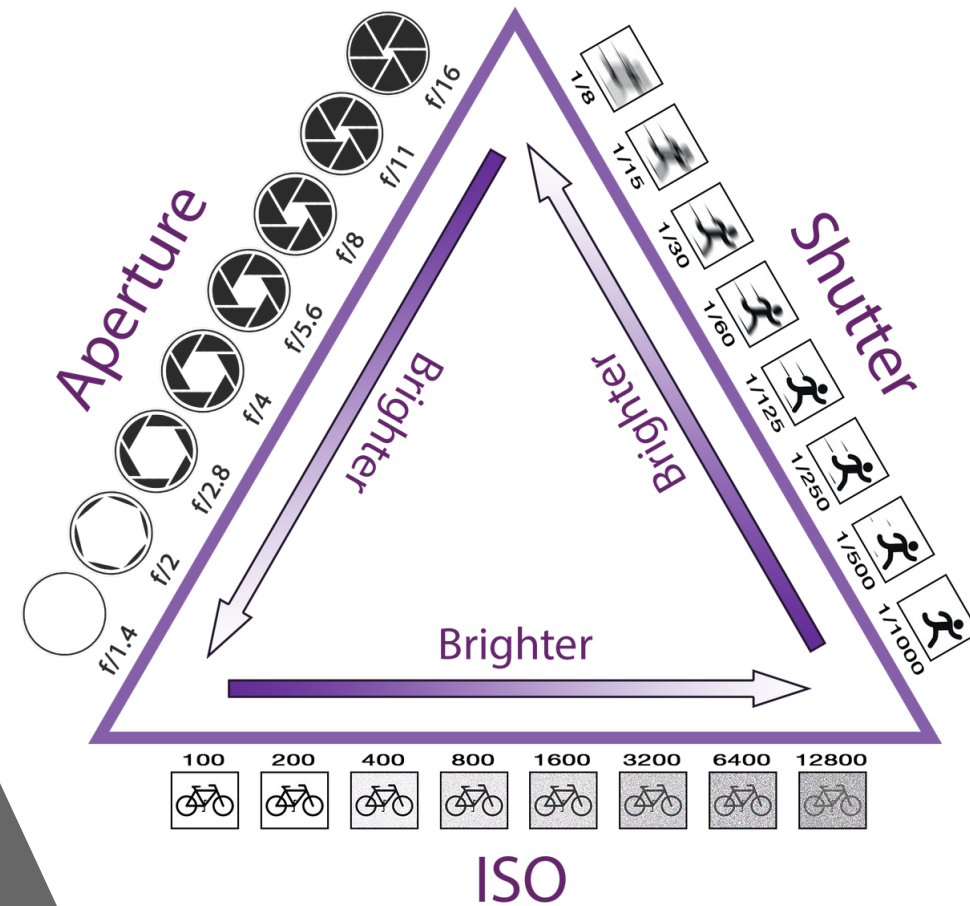 Aperture
f/16
f/11
f/8
f/5.6
f/4
f/2.8
f/2
f/1.4
Shutter
1/8
1/15
1/30
1/60
1/125
1/250
1/500
1/1000
Brighter
Brighter
Brighter
100 200 400 800 1600 3200 6400 12800
ISO